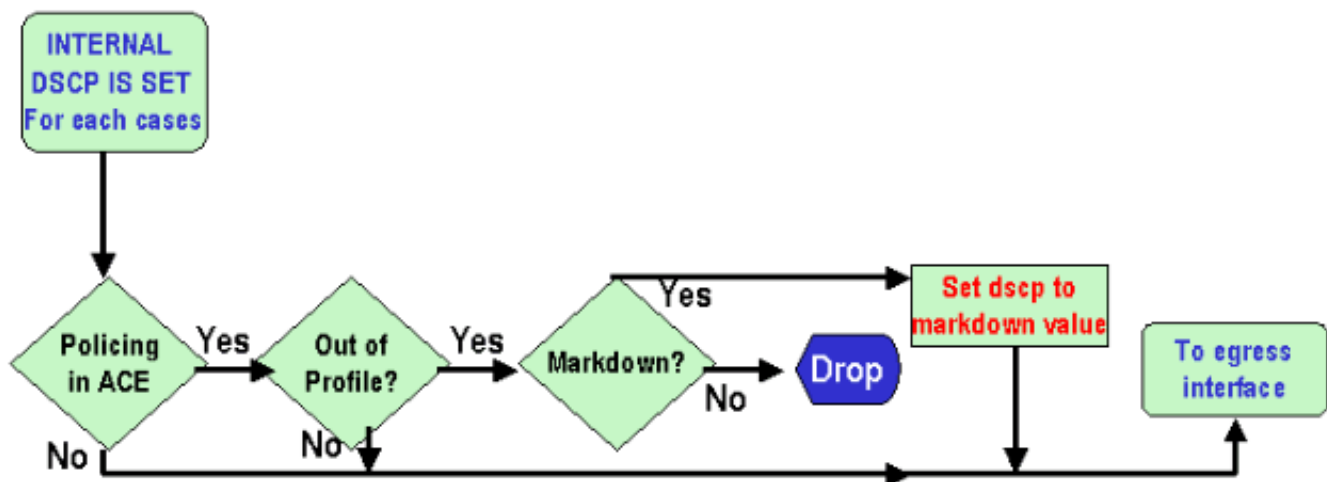 INTERNAL
DSCP IS SET
For each cases
Policing
in ACE
Yes
No
Out of
Profile?
Yes
No
Markdown?
Yes
No
Drop
Set dscp to
markdown value
To egress
interface